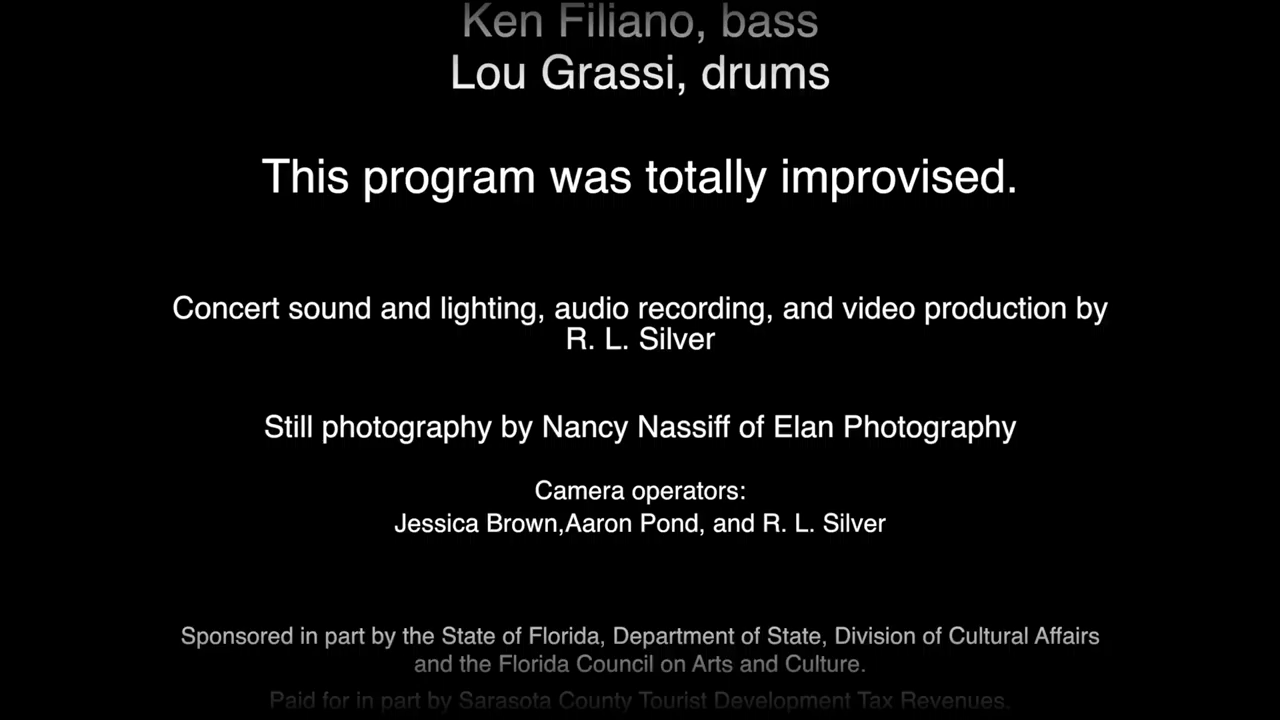 Ken Filiano, bass
Lou Grassi, drums
This program was totally improvised.
Concert sound and lighting, audio recording, and video production by
R. L. Silver
Still photography by Nancy Nassiff of Elan Photography
Camera operators:
Jessica Brown,Aaron Pond, and R. L. Silver
Sponsored in part by the State of Florida, Department of State, Division of Cultural Affairs
and the Florida Council on Arts and Culture.
Paid for in part by Sarasota County Tourist Development Tax Revenues.